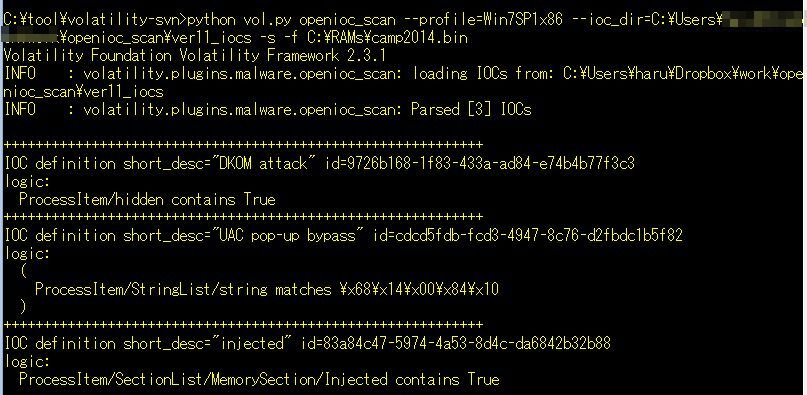 C:¥tool¥volatility-svn>python vol.py openioc_scan --profile=Win7SP1x86 --ioc_dir=C:¥Users¥
¥openioc_scan¥ver11_iocs -s -f C:¥RAMs¥camp2014.bin
Volatility Foundation Volatility Framework 2.3.1
INFO    : volatility.plugins.malware.openioc_scan: loading IOCs from: C:¥Users¥haru¥Dropbox¥work¥ope
nioc_scan¥ver11_iocs
INFO    : volatility.plugins.malware.openioc_scan: Parsed [3] IOCs
++++++++++++++++++++++++++++++++++++++++++++++++++++++++++++
IOC definition short_desc="DKOM attack" id=9726b168-1f83-433a-ad84-e74b4b77f3c3
logic:
  ProcessItem/hidden contains True
++++++++++++++++++++++++++++++++++++++++++++++++++++++++++++
IOC definition short_desc="UAC pop-up bypass" id=cdcd5fdb-fcd3-4947-8c76-d2fbdc1b5f82
logic:
  (
    ProcessItem/StringList/string matches ¥x68¥x14¥x00¥x84¥x10
  )
++++++++++++++++++++++++++++++++++++++++++++++++++++++++++++
IOC definition short_desc="injected" id=83a84c47-5974-4a53-8d4c-da6842b32b88
logic:
  ProcessItem/SectionList/MemorySection/Injected contains True